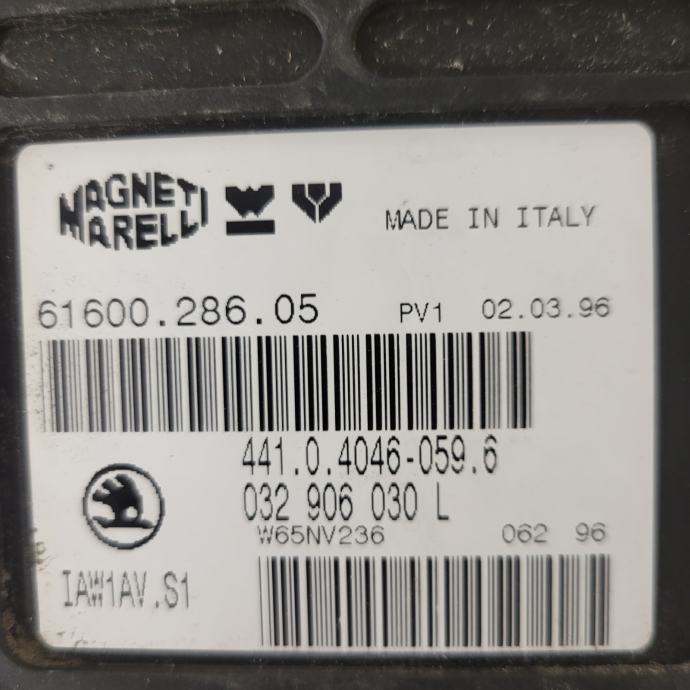 MAGNETI
MARELLI
MADE IN ITALY
61600.286.05 PV1 02.03.96
441.0.4046-059.6
032 906 030 L
W65NV236 062 96
IAW1AV.S1